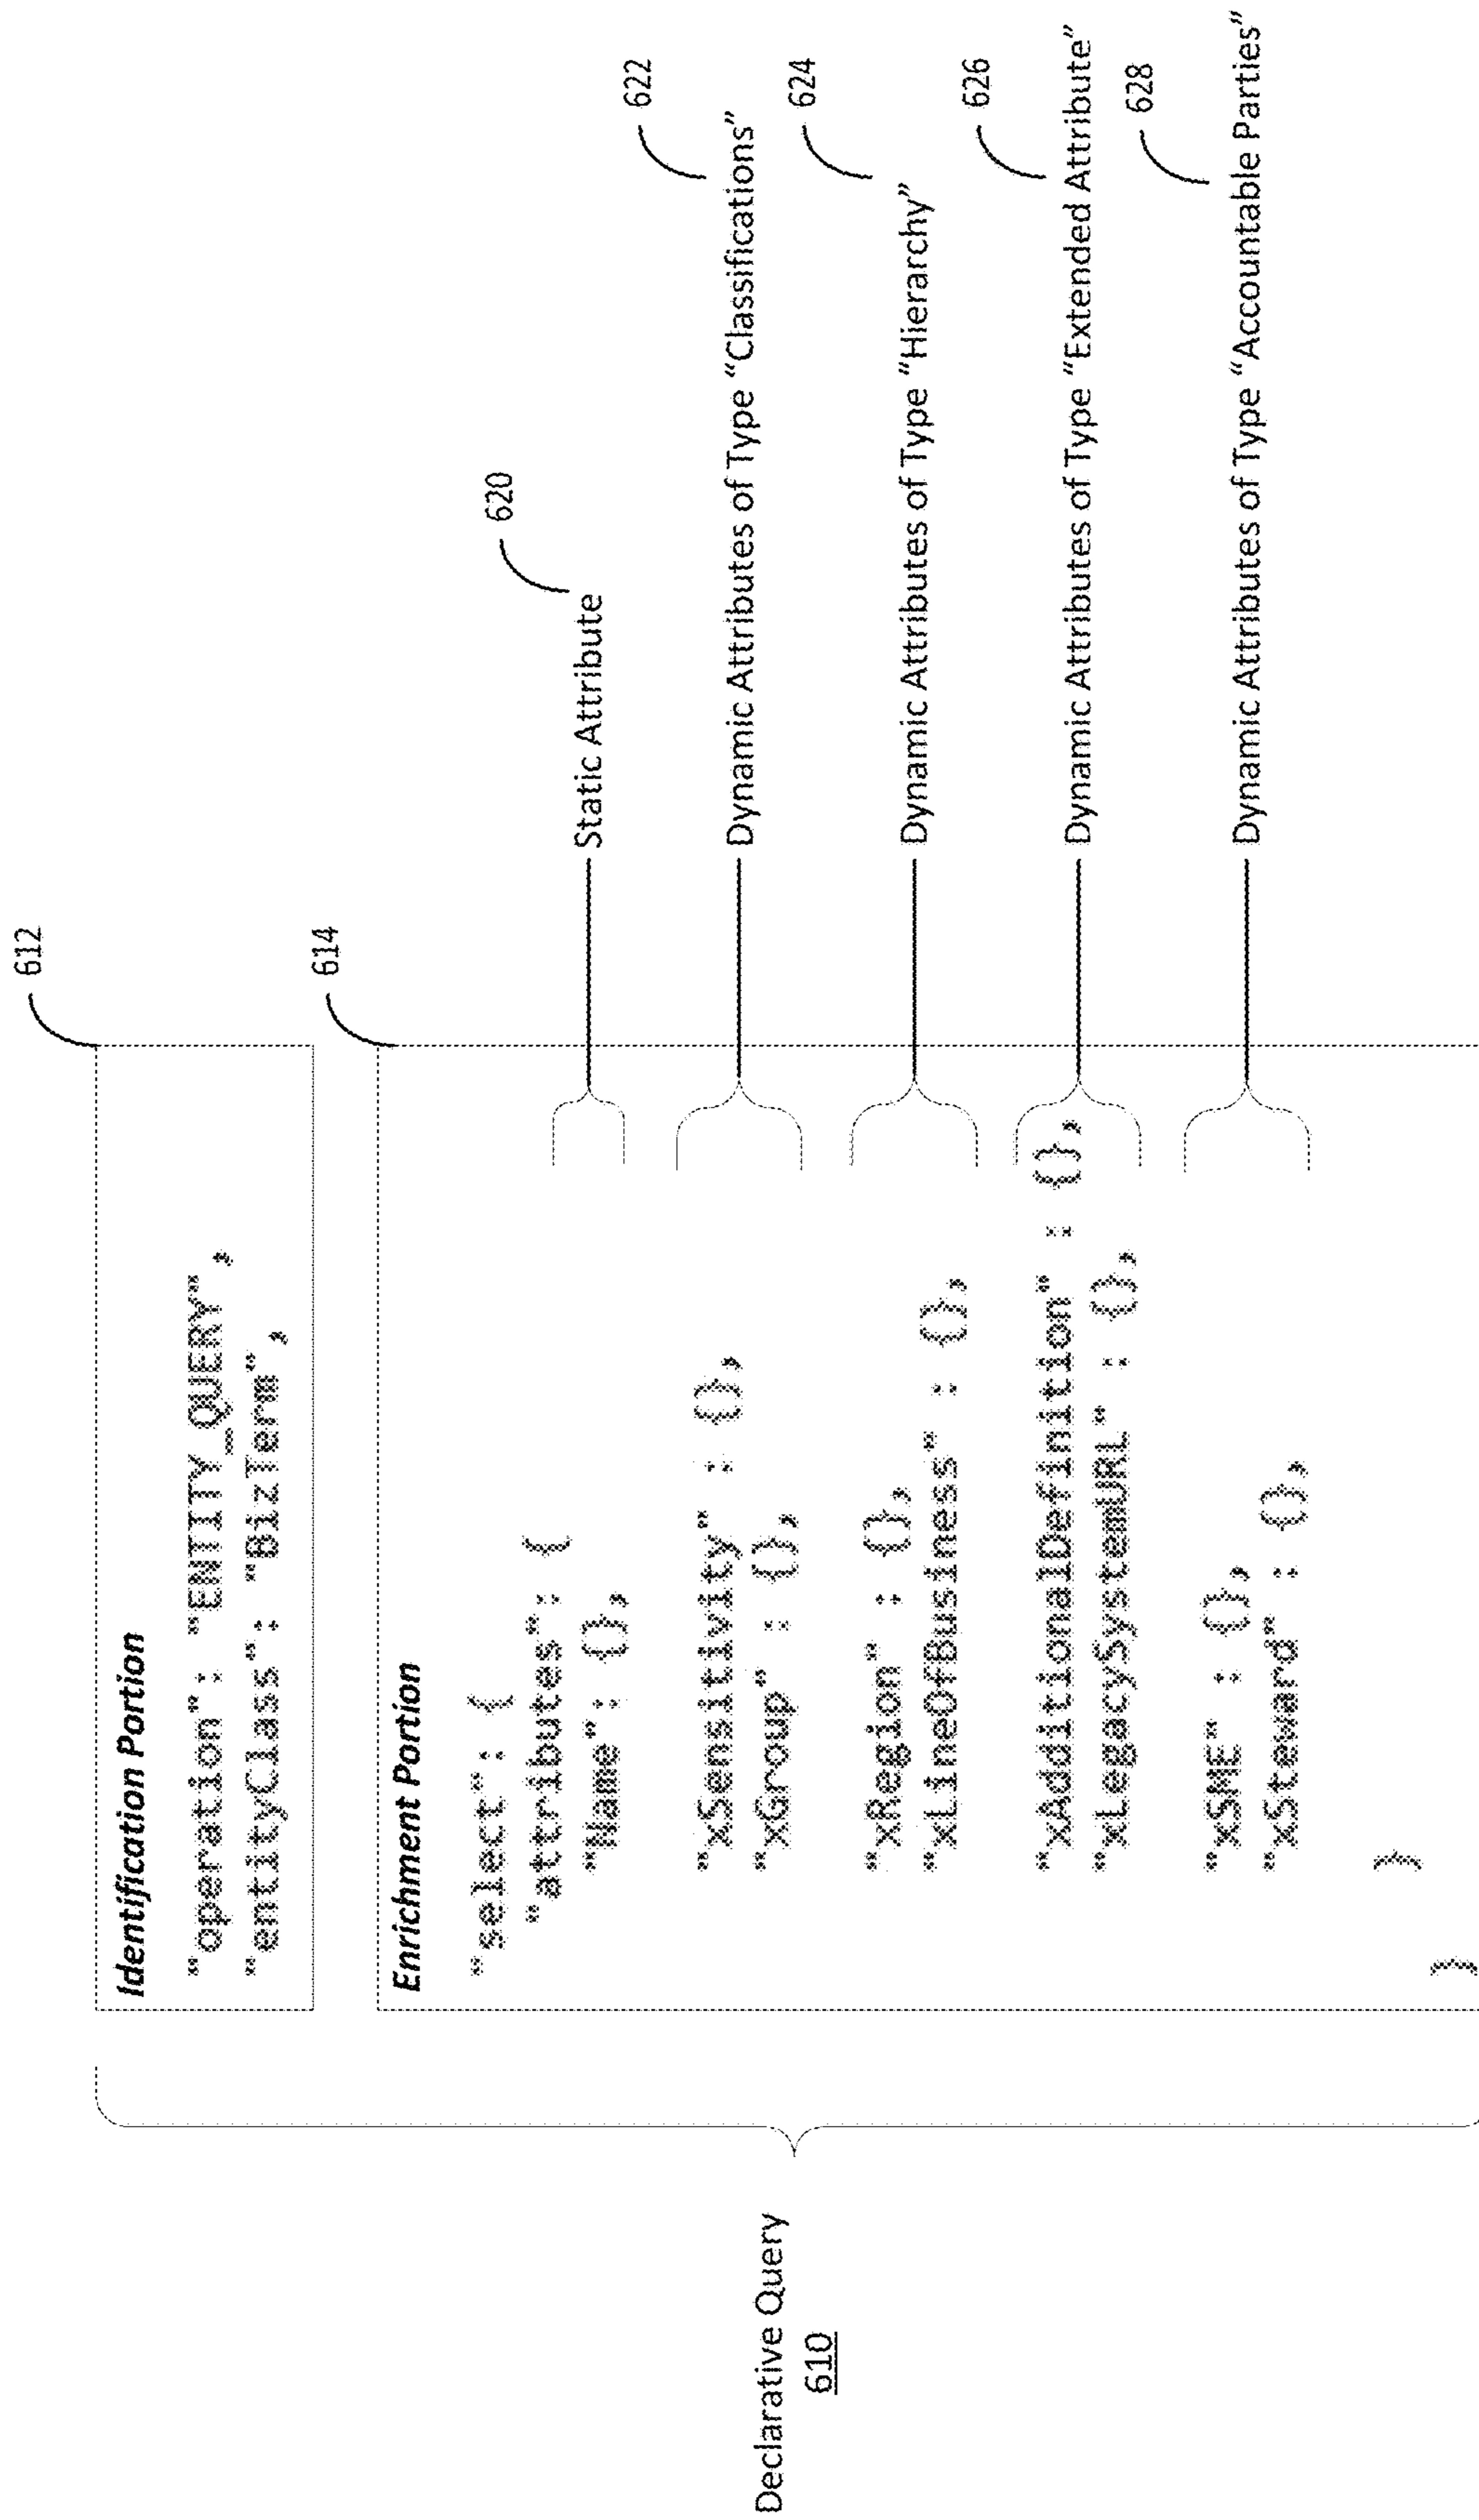 Declarative Query
610
612
Identification Portion
"operation": "ENTITY_QUERY",
"entityClass": "BizTerm",
614
Enrichment Portion
"select": {
"attributes": {
"Name": {},
620
Static Attribute
"xSensitivity" : {},
"xGroup" : {},
622
Dynamic Attributes of Type “Classifications”
"xRegion" : {},
"xLineOfBusiness" : {},
624
Dynamic Attributes of Type “Hierarchy”
"xAdditionalDefinition" : {},
"xLegacySystemURL" : {},
626
Dynamic Attributes of Type “Extended Attribute”
"xSME" : {},
"xSteward" : {},
628
Dynamic Attributes of Type “Accountable Parties”
}
}